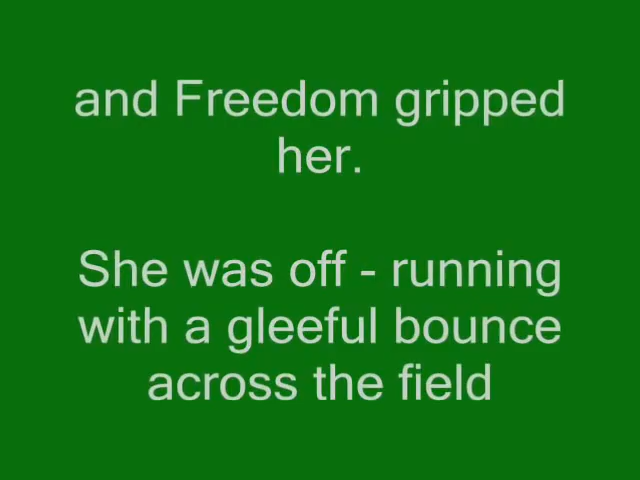 and Freedom gripped
her.
She was off - running
with a gleeful bounce
across the field